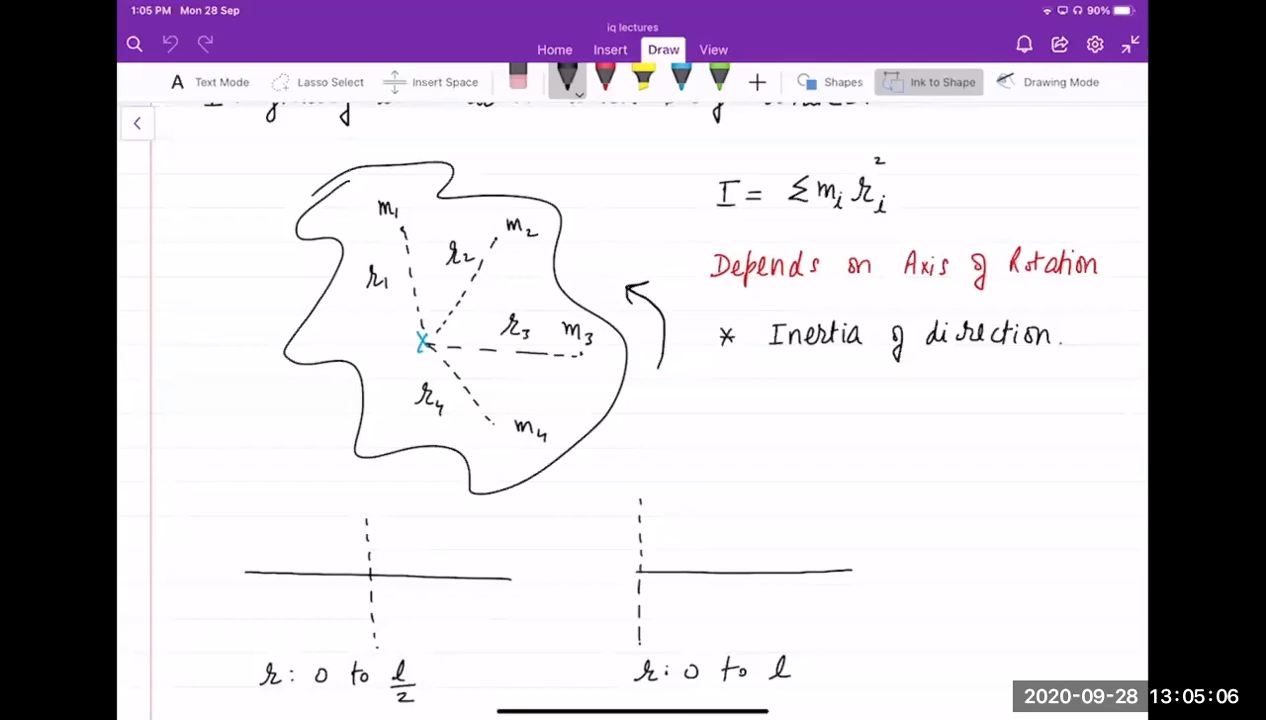 1:05 PM Mon 28 Sep
90%
iq lectures
Home Insert Draw View
A Text Mode Lasso Select Insert Space Shapes Ink to Shape Drawing Mode
I = Σ mᵢ rᵢ²
m₁
m₂
r₂
r₁
Depends on Axis of Rotation
r₃ m₃
* Inertia of direction.
x
r₄
m₄
r: 0 to l/2
r: 0 to l
2020-09-28 13:05:06